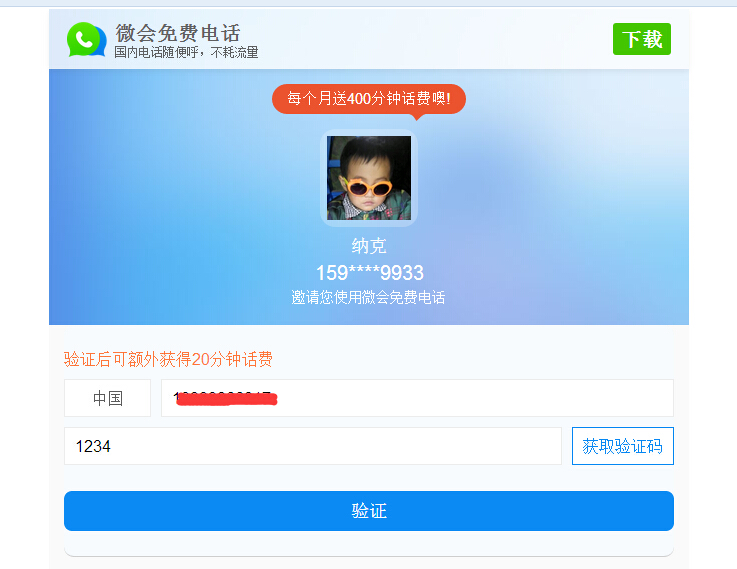 微会免费电话
国内电话随便呼，不耗流量
下载
每个月送400分钟话费噢!
纳克
159****9933
邀请您使用微会免费电话
验证后可额外获得20分钟话费
中国
1234
获取验证码
验证